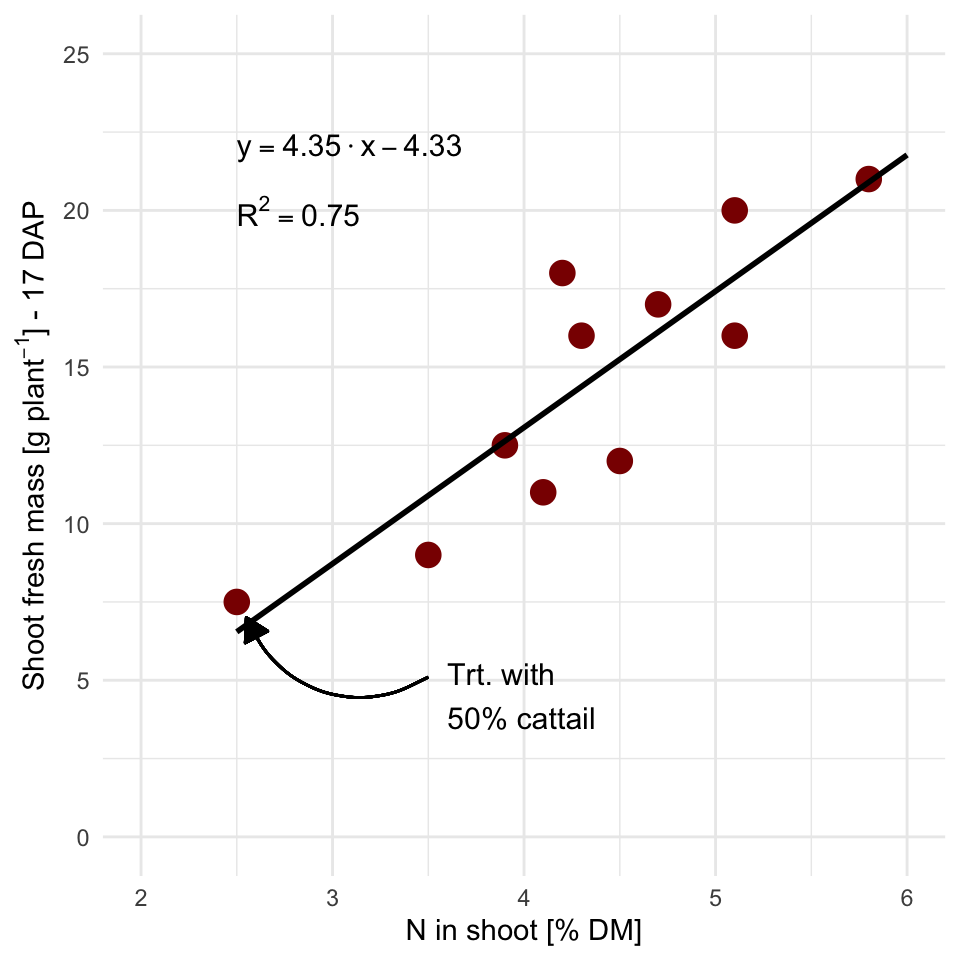 25
20
15
10
5
0
y = 4.35 · x − 4.33
R² = 0.75
Trt. with
50% cattail
2 3 4 5 6
N in shoot [% DM]
Shoot fresh mass [g plant⁻¹] - 17 DAP